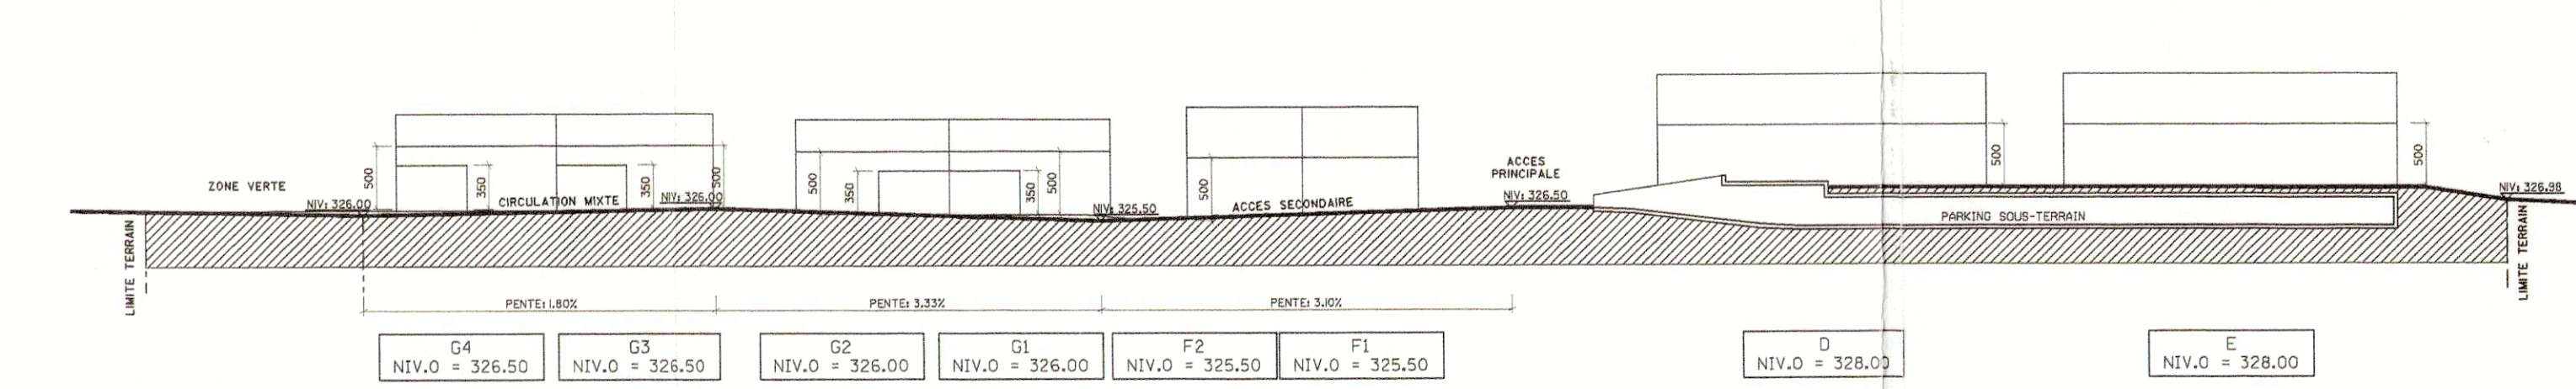 ZONE VERTE
NIV: 326.00
500
350
CIRCULATION MIXTE
350
NIV: 326.00
500
500
350
350
500
NIV: 325.50
500
ACCES SECONDAIRE
ACCES
PRINCIPALE
NIV: 326.50
PARKING SOUS-TERRAIN
500
500
NIV: 326.98
LIMITE TERRAIN
LIMITE TERRAIN
PENTE: 1.80%
PENTE: 3.33%
PENTE: 3.10%
G4
NIV.0 = 326.50
G3
NIV.0 = 326.50
G2
NIV.0 = 326.00
G1
NIV.0 = 326.00
F2
NIV.0 = 325.50
F1
NIV.0 = 325.50
D
NIV.0 = 328.00
E
NIV.0 = 328.00